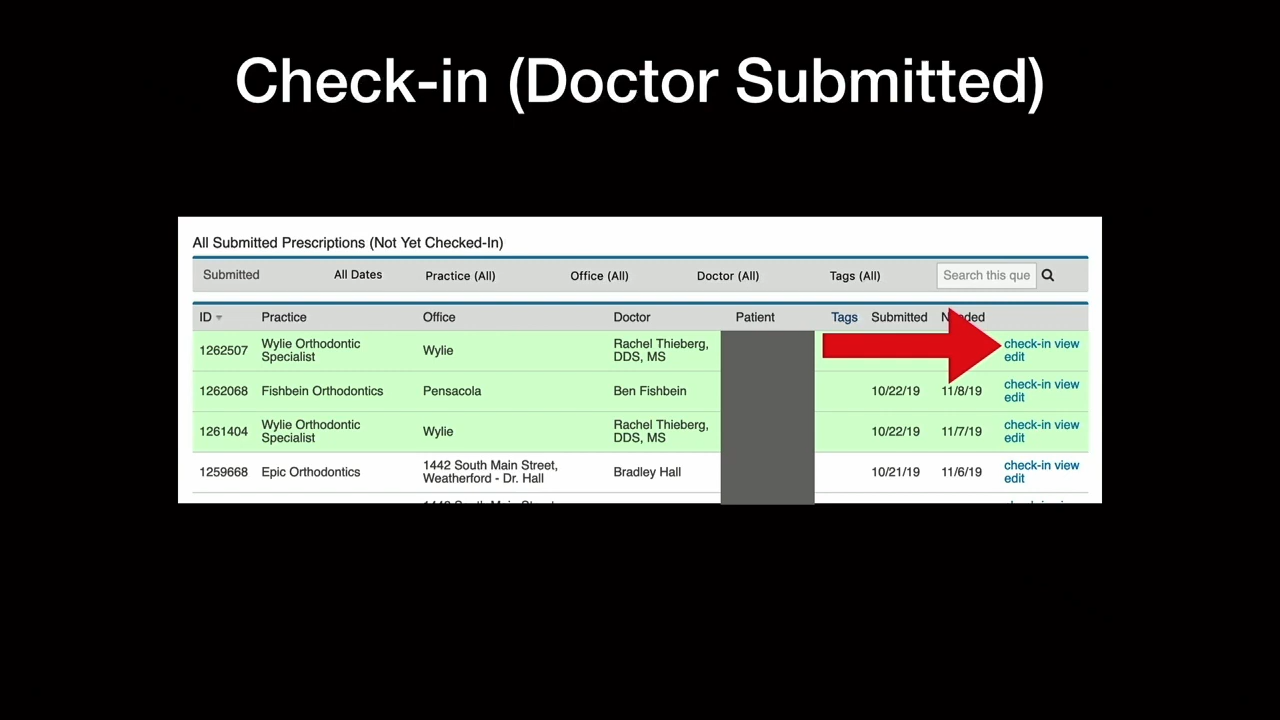 Check-in (Doctor Submitted)
All Submitted Prescriptions (Not Yet Checked-In)
Submitted All Dates Practice (All) Office (All) Doctor (All) Tags (All) Search this que
ID Practice Office Doctor Patient Tags Submitted
1262507 Wylie Orthodontic Specialist Wylie Rachel Thieberg, DDS, MS check-in view edit
1262068 Fishbein Orthodontics Pensacola Ben Fishbein 10/22/19 11/8/19 check-in view edit
1261404 Wylie Orthodontic Specialist Wylie Rachel Thieberg, DDS, MS 10/22/19 11/7/19 check-in view edit
1259668 Epic Orthodontics 1442 South Main Street, Weatherford - Dr. Hall Bradley Hall 10/21/19 11/6/19 check-in view edit